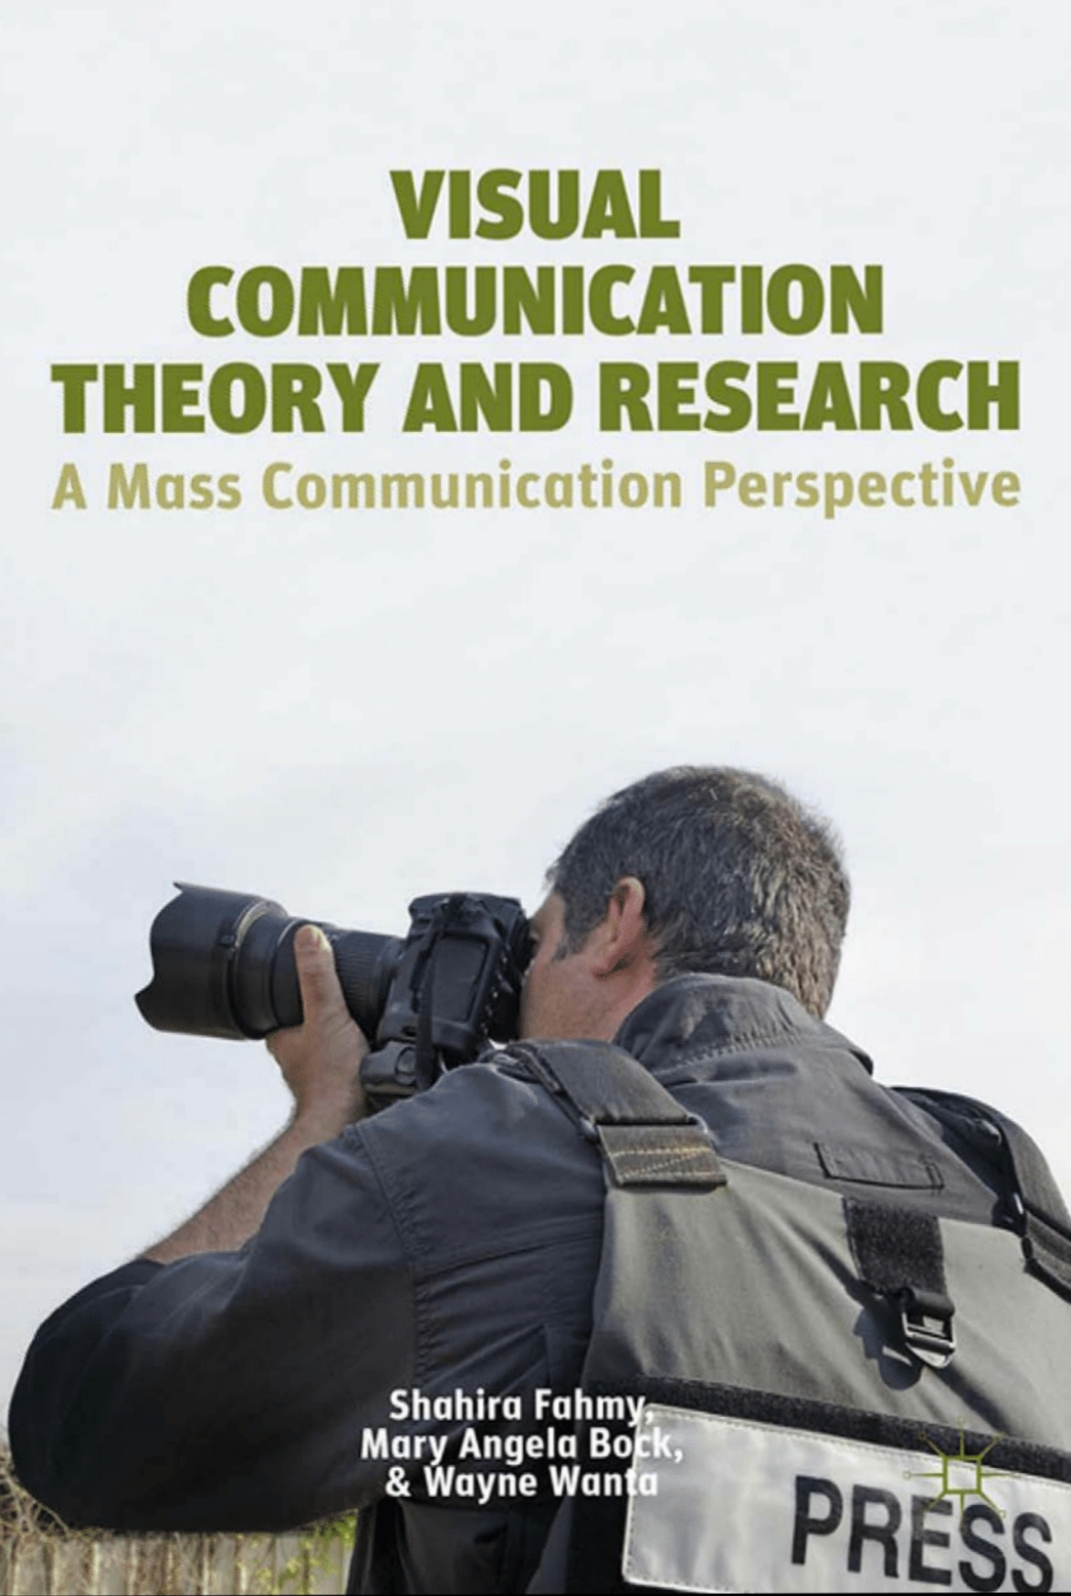 VISUAL
COMMUNICATION
THEORY AND RESEARCH
A Mass Communication Perspective
Shahira Fahmy,
Mary Angela Bock,
& Wayne Wanta
PRESS